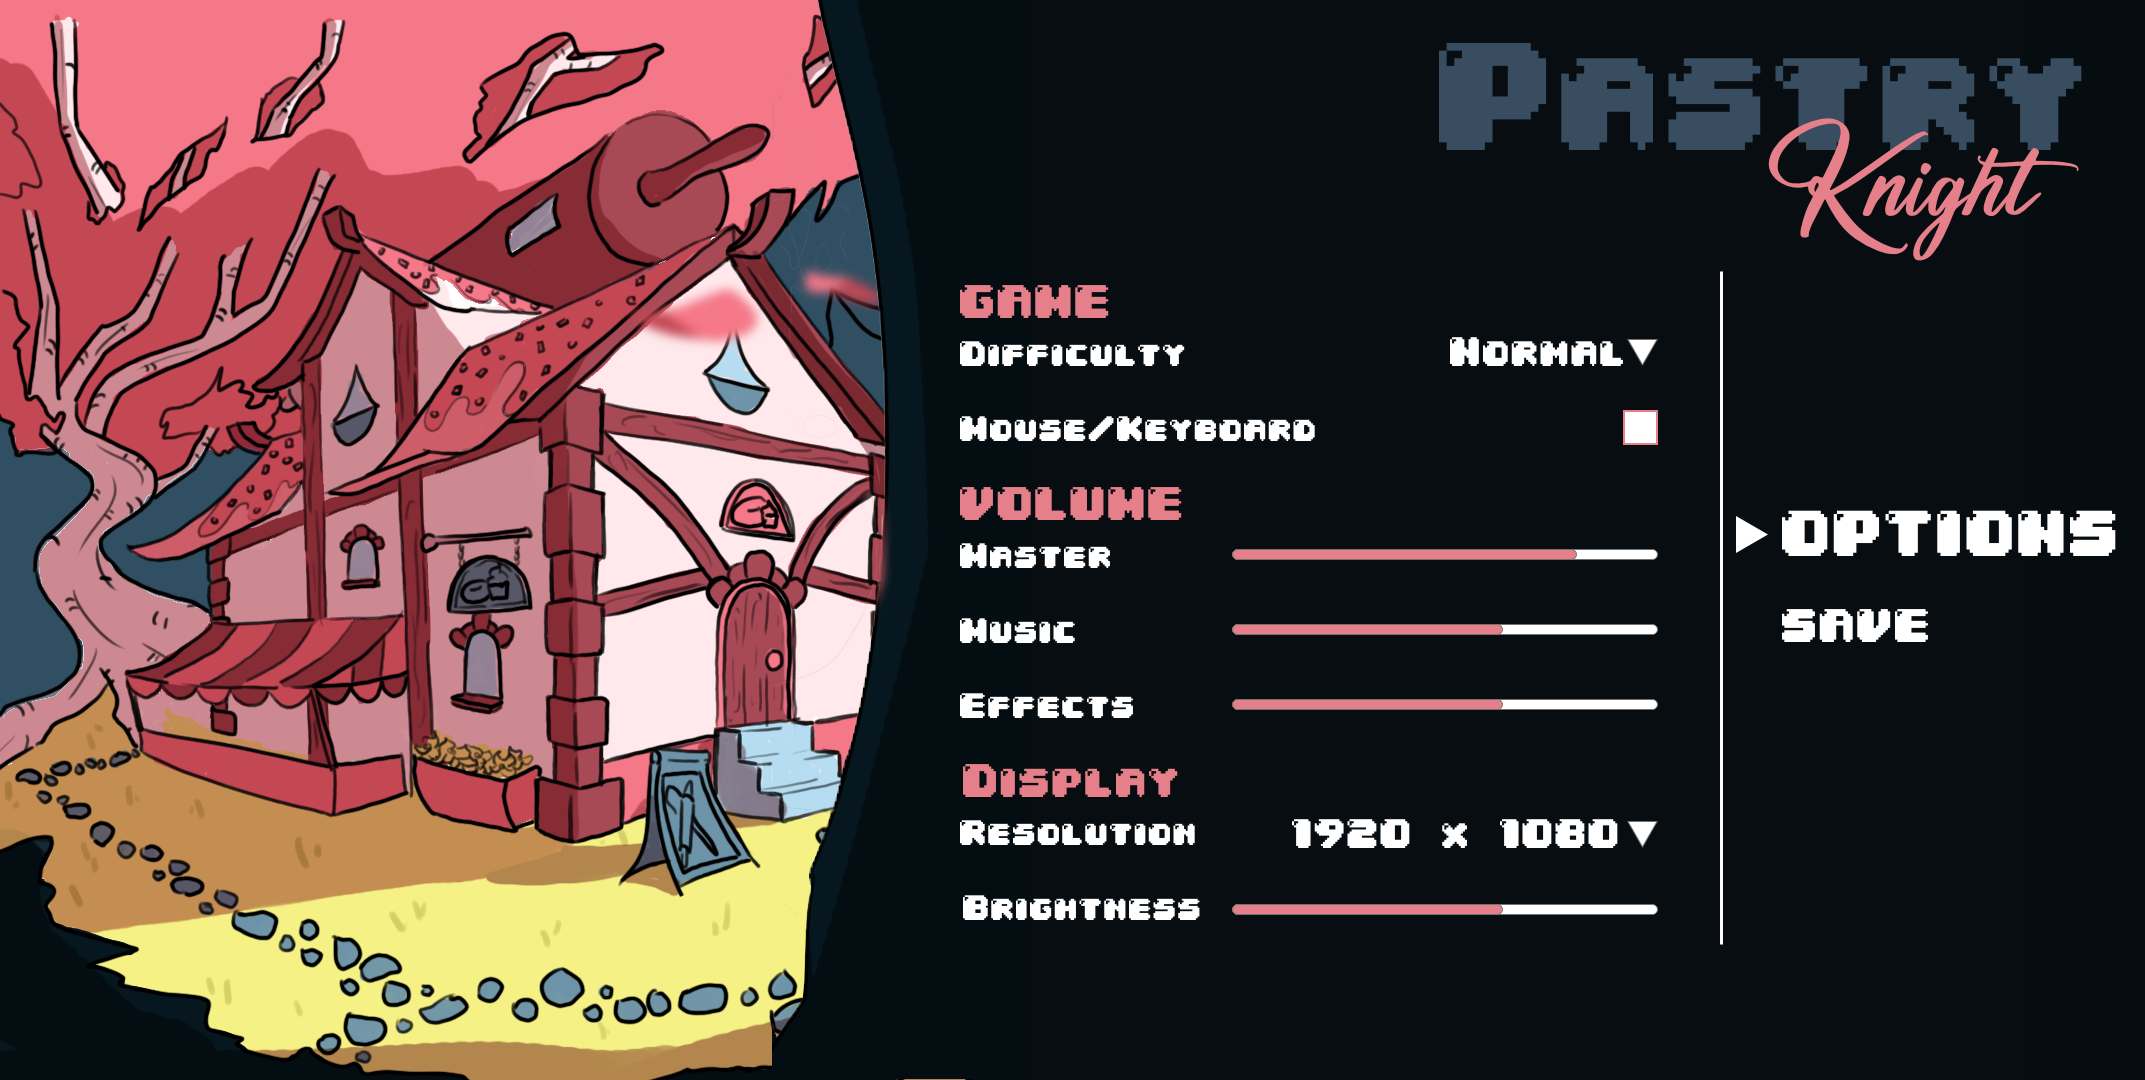 Pastry
Knight
GAME
Difficulty
Normal
Mouse/Keyboard
VOLUME
Master
Music
Effects
Display
Resolution
1920 x 1080
Brightness
OPTIONS
SAVE